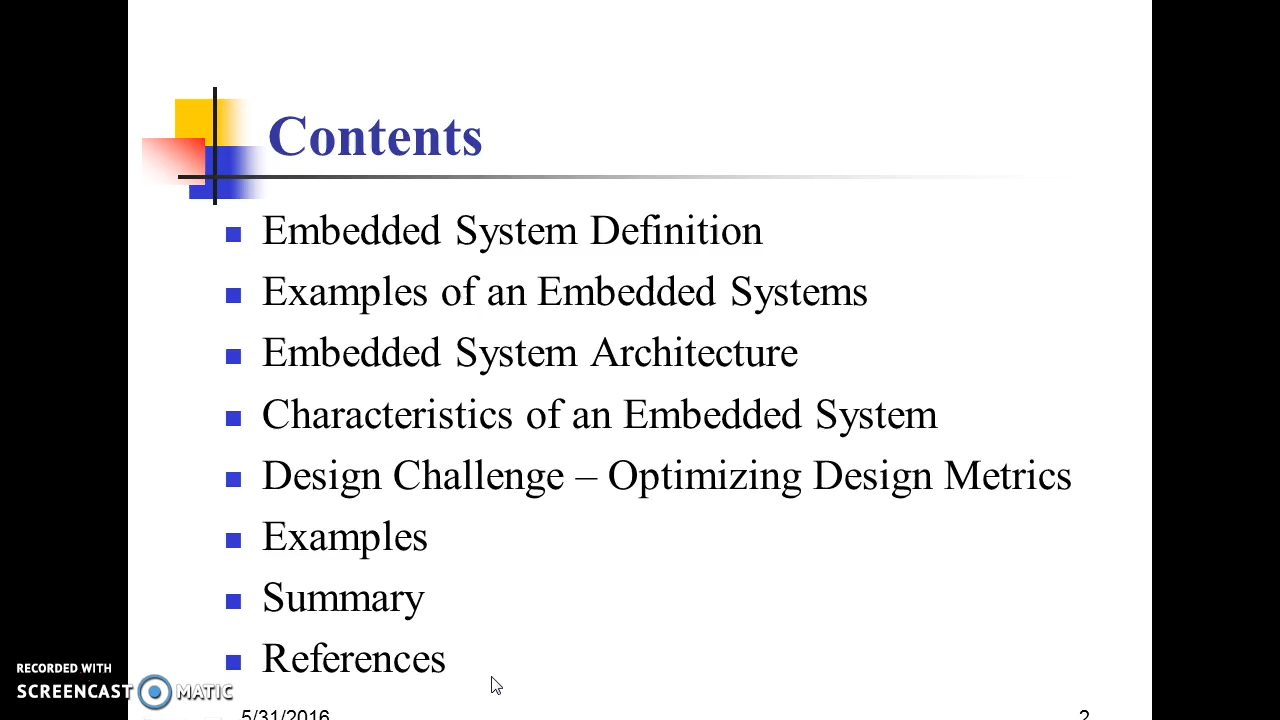 Contents
Embedded System Definition
Examples of an Embedded Systems
Embedded System Architecture
Characteristics of an Embedded System
Design Challenge – Optimizing Design Metrics
Examples
Summary
References
RECORDED WITH
SCREENCAST MATIC
5/31/2016
2